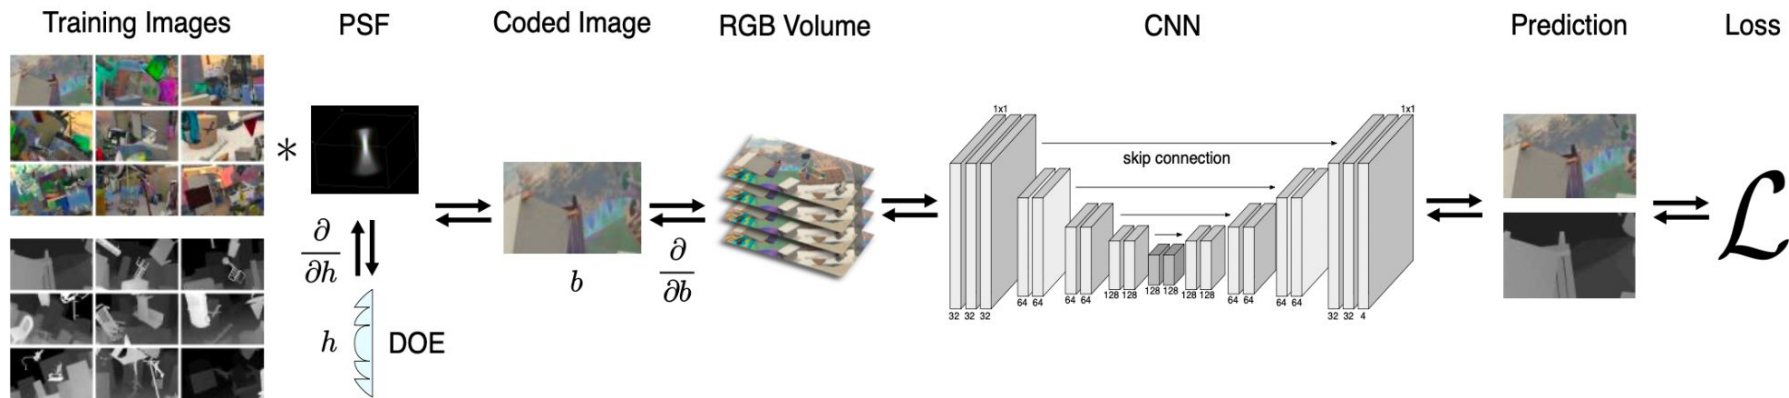 Training Images
PSF
Coded Image
RGB Volume
CNN
Prediction
Loss
*
∂
∂h
h
DOE
b
∂
∂b
1x1
skip connection
1x1
32 32 32
64 64
64 64
128 128
128 128
128 128
64 64
64 64
32 32 4
ℒ